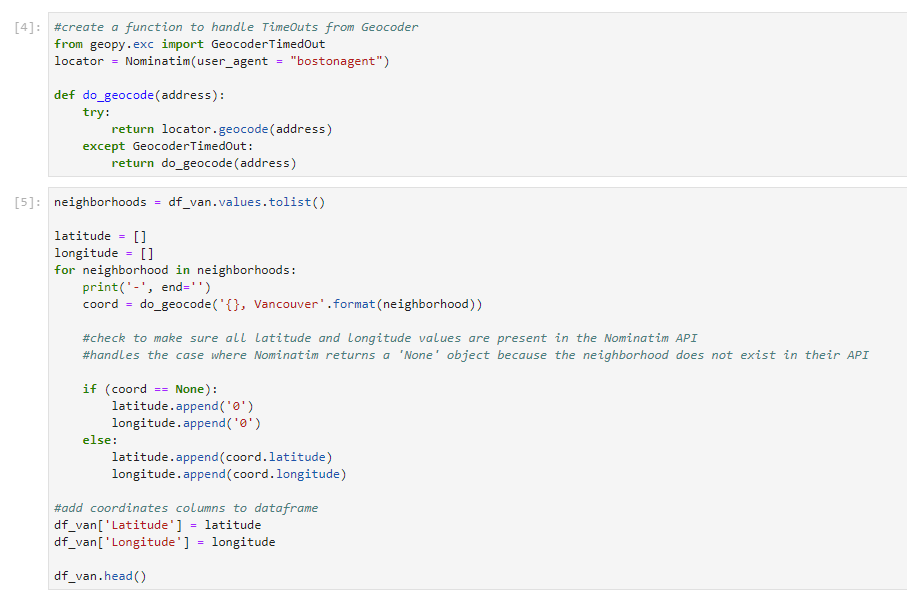 [4]: #create a function to handle TimeOuts from Geocoder
from geopy.exc import GeocoderTimedOut
locator = Nominatim(user_agent = "bostonagent")

def do_geocode(address):
    try:
        return locator.geocode(address)
    except GeocoderTimedOut:
        return do_geocode(address)

[5]: neighborhoods = df_van.values.tolist()

latitude = []
longitude = []
for neighborhood in neighborhoods:
    print('-', end='')
    coord = do_geocode('{}, Vancouver'.format(neighborhood))

    #check to make sure all latitude and longitude values are present in the Nominatim API
    #handles the case where Nominatim returns a 'None' object because the neighborhood does not exist in their API

    if (coord == None):
        latitude.append('0')
        longitude.append('0')
    else:
        latitude.append(coord.latitude)
        longitude.append(coord.longitude)

#add coordinates columns to dataframe
df_van['Latitude'] = latitude
df_van['Longitude'] = longitude

df_van.head()